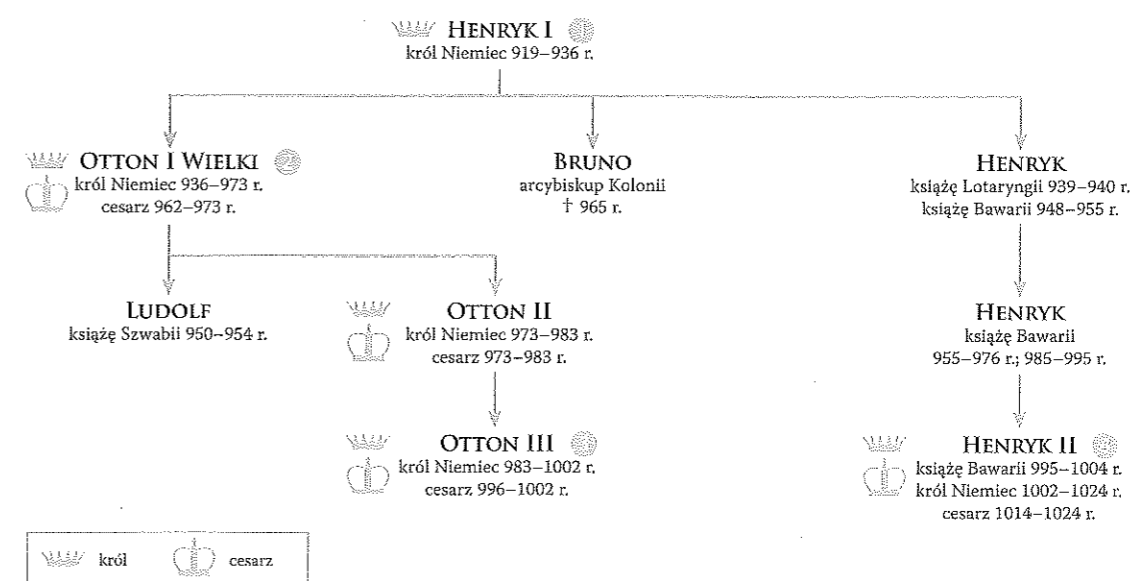 HENRYK I
król Niemiec 919–936 r.
OTTON I WIELKI
król Niemiec 936–973 r.
cesarz 962–973 r.
BRUNO
arcybiskup Kolonii
† 965 r.
HENRYK
książę Lotaryngii 939–940 r.
książę Bawarii 948–955 r.
LUDOLF
książę Szwabii 950–954 r.
OTTON II
król Niemiec 973–983 r.
cesarz 973–983 r.
HENRYK
książę Bawarii
955–976 r.; 985–995 r.
OTTON III
król Niemiec 983–1002 r.
cesarz 996–1002 r.
HENRYK II
książę Bawarii 995–1004 r.
król Niemiec 1002–1024 r.
cesarz 1014–1024 r.
król cesarz